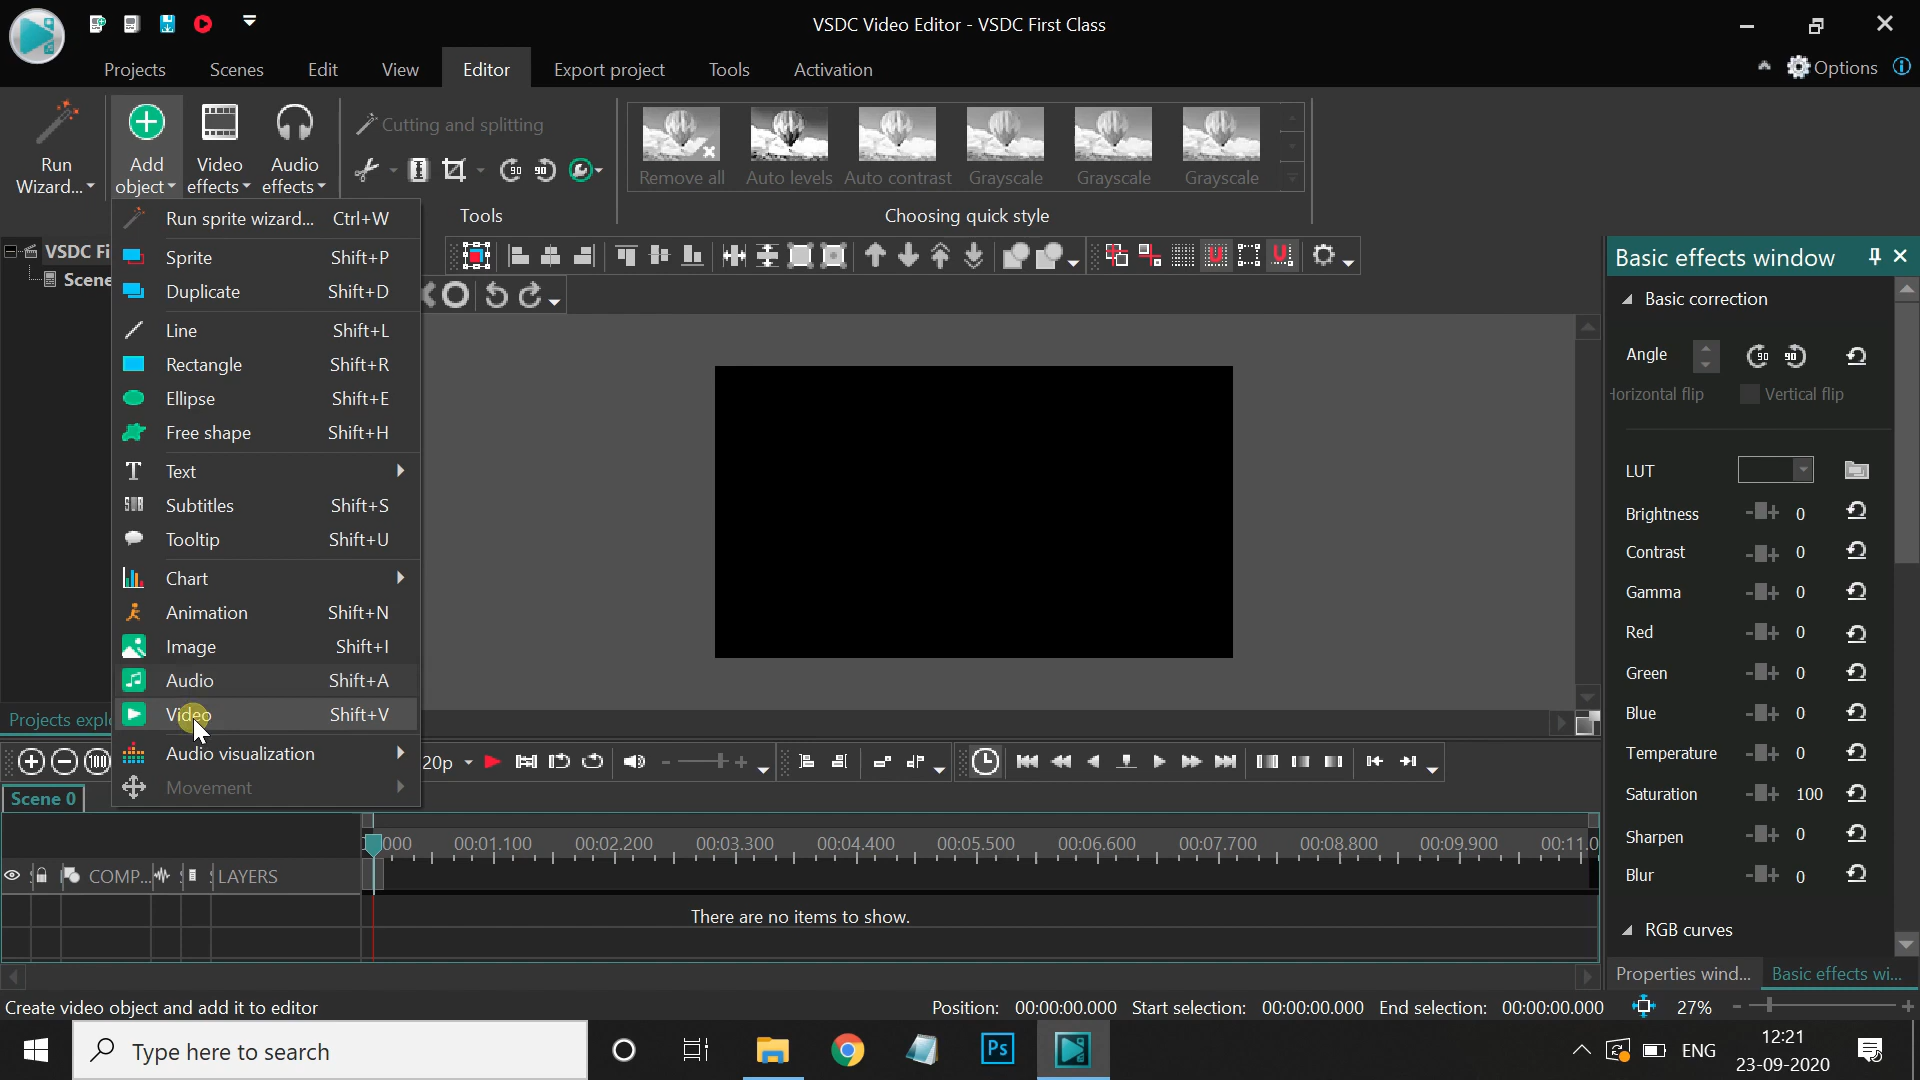 VSDC Video Editor - VSDC First Class
Projects Scenes Edit View Editor Export project Tools Activation
Options
Run Wizard...
Add object
Video effects
Audio effects
Cutting and splitting
Tools
Remove all Auto levels Auto contrast Grayscale Grayscale Grayscale
Choosing quick style
VSDC Fi
Scene
Run sprite wizard... Ctrl+W
Sprite Shift+P
Duplicate Shift+D
Line Shift+L
Rectangle Shift+R
Ellipse Shift+E
Free shape Shift+H
Text
Subtitles Shift+S
Tooltip Shift+U
Chart
Animation Shift+N
Image Shift+I
Audio Shift+A
Video Shift+V
Audio visualization
Movement
Basic effects window
Basic correction
Angle 90 90
Horizontal flip Vertical flip
LUT
Brightness 0
Contrast 0
Gamma 0
Red 0
Green 0
Blue 0
Temperature 0
Saturation 100
Sharpen 0
Blur 0
RGB curves
Properties wind... Basic effects wi...
Projects expl
100
20p
Scene 0
000 00:01.100 00:02.200 00:03.300 00:04.400 00:05.500 00:06.600 00:07.700 00:08.800 00:09.900 00:11.0
COMP... LAYERS
There are no items to show.
Create video object and add it to editor
Position: 00:00:00.000 Start selection: 00:00:00.000 End selection: 00:00:00.000 27%
Type here to search
Ps
ENG
12:21
23-09-2020